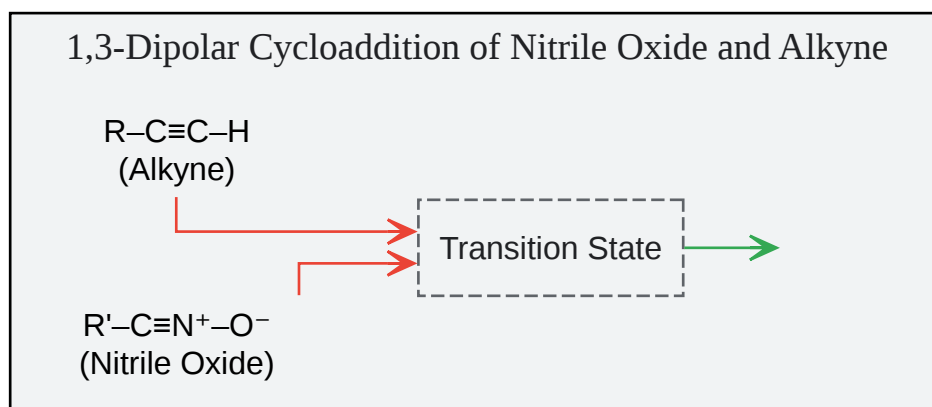 1,3-Dipolar Cycloaddition of Nitrile Oxide and Alkyne
R–C≡C–H
(Alkyne)
Transition State
R'–C≡N⁺–O⁻
(Nitrile Oxide)